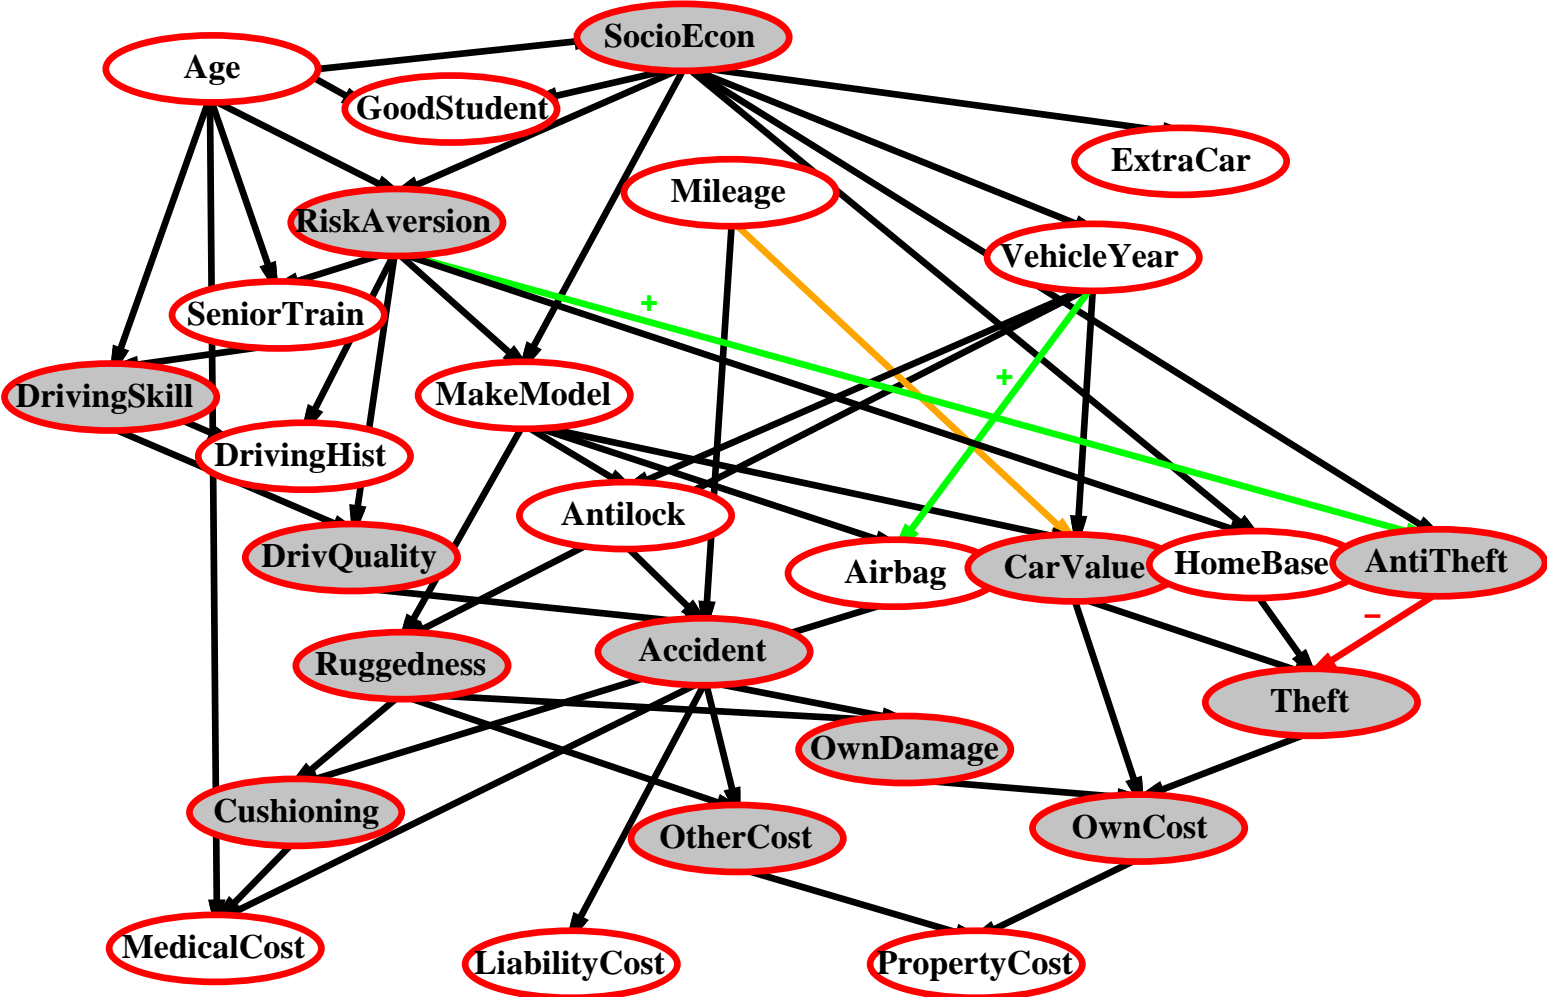 SocioEcon
Age
GoodStudent
ExtraCar
Mileage
RiskAversion
VehicleYear
+
SeniorTrain
+
MakeModel
DrivingSkill
DrivingHist
Antilock
DrivQuality
Airbag
CarValue
HomeBase
AntiTheft
−
Accident
Ruggedness
Theft
OwnDamage
Cushioning
OtherCost
OwnCost
MedicalCost
LiabilityCost
PropertyCost